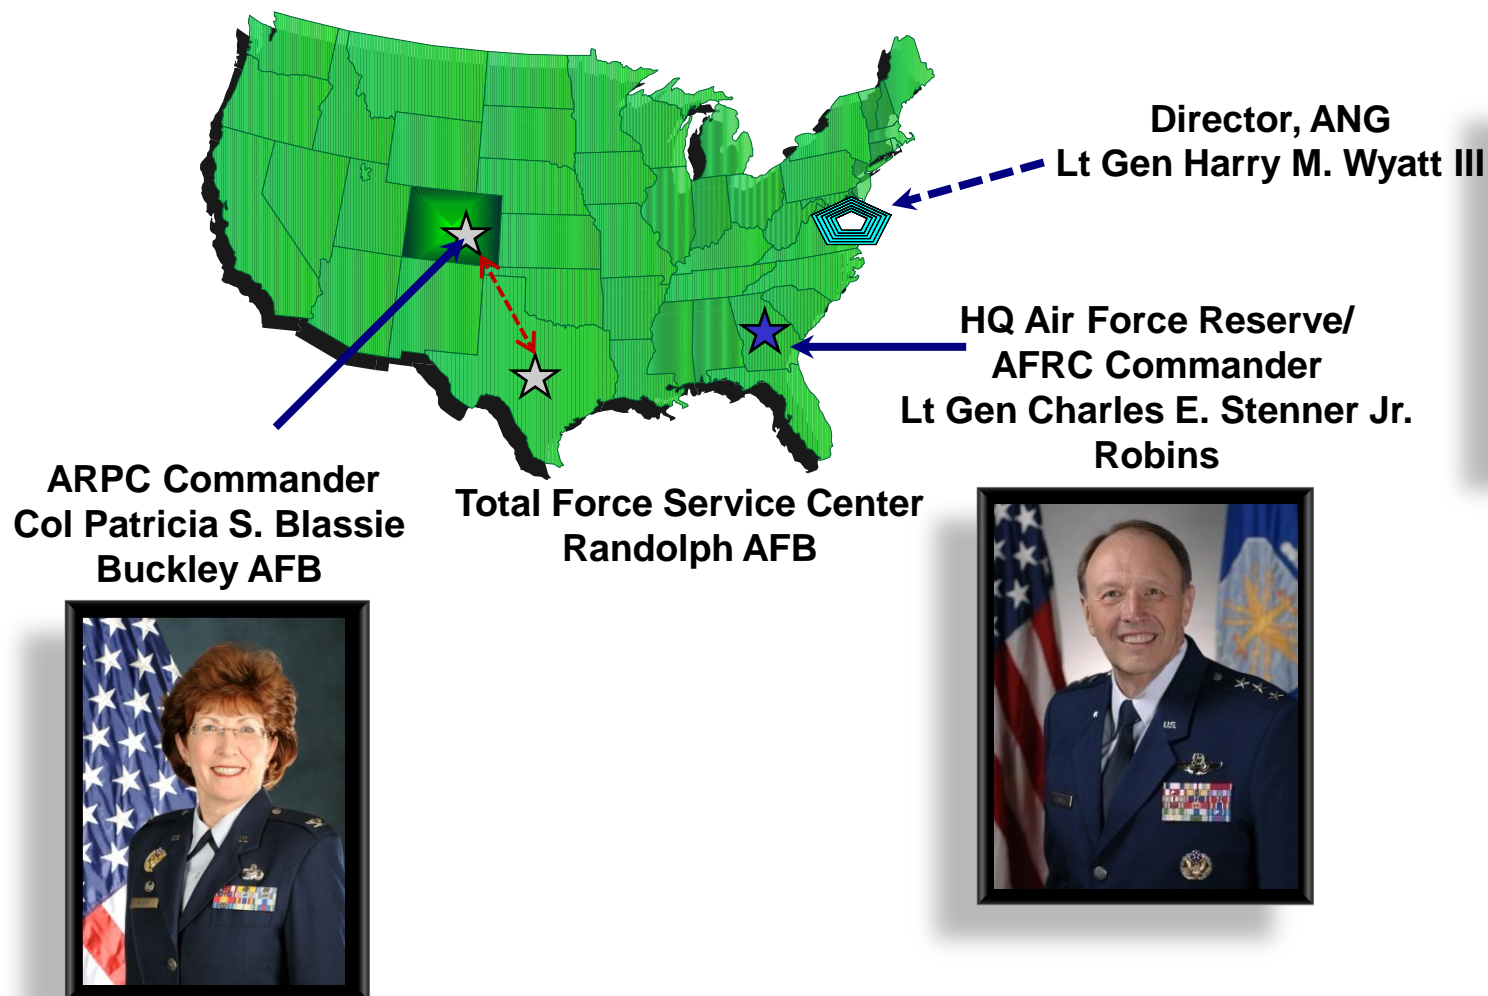 Director, ANG
Lt Gen Harry M. Wyatt III
HQ Air Force Reserve/
AFRC Commander
Lt Gen Charles E. Stenner Jr.
Robins
ARPC Commander
Col Patricia S. Blassie
Buckley AFB
Total Force Service Center
Randolph AFB
U.S.